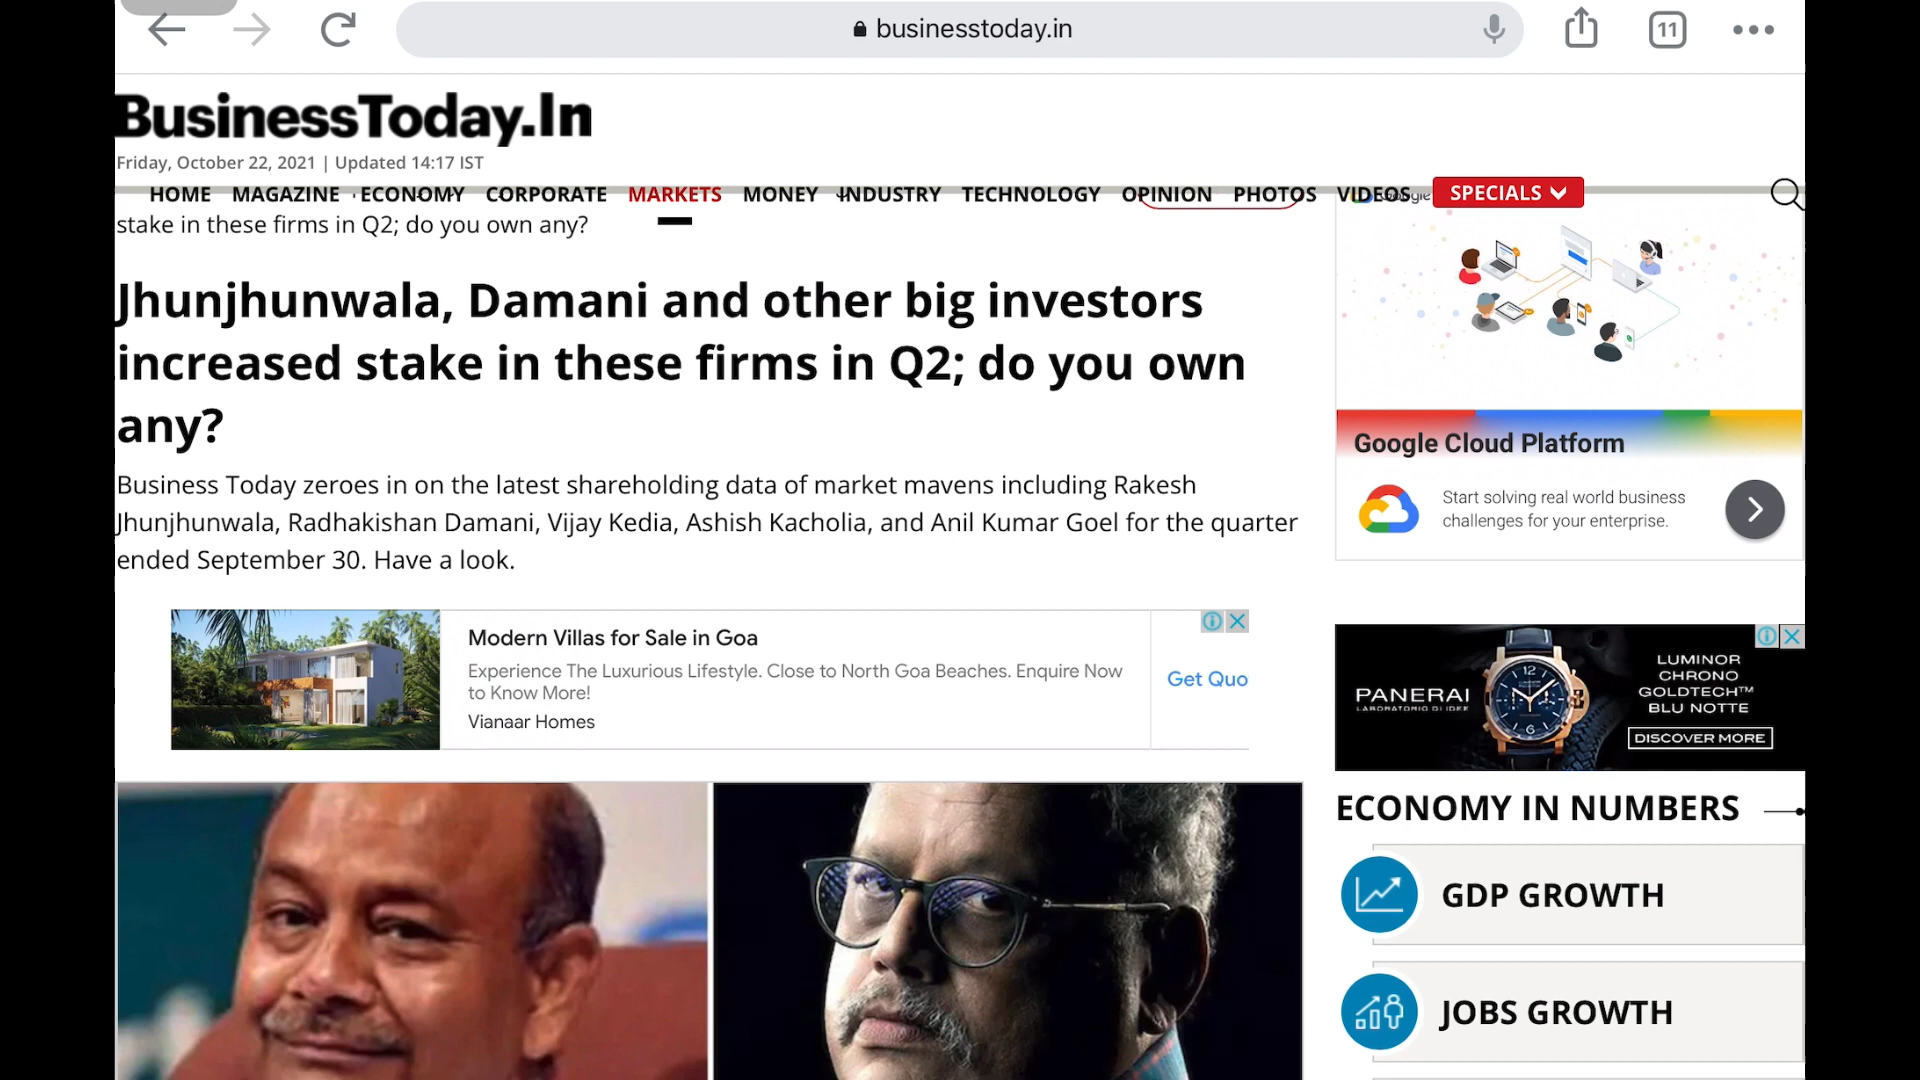 businesstoday.in
11
BusinessToday.In
Friday, October 22, 2021 | Updated 14:17 IST
HOME MAGAZINE ECONOMY CORPORATE MARKETS MONEY INDUSTRY TECHNOLOGY OPINION PHOTOS VIDEOS SPECIALS
stake in these firms in Q2; do you own any?
Jhunjhunwala, Damani and other big investors
increased stake in these firms in Q2; do you own
any?
Business Today zeroes in on the latest shareholding data of market mavens including Rakesh
Jhunjhunwala, Radhakishan Damani, Vijay Kedia, Ashish Kacholia, and Anil Kumar Goel for the quarter
ended September 30. Have a look.
Modern Villas for Sale in Goa
Experience The Luxurious Lifestyle. Close to North Goa Beaches. Enquire Now
to Know More!
Vianaar Homes
Get Quo
Google Cloud Platform
Start solving real world business
challenges for your enterprise.
PANERAI
LABORATORIO DI IDEE
LUMINOR
CHRONO
GOLDTECH™
BLU NOTTE
DISCOVER MORE
ECONOMY IN NUMBERS
GDP GROWTH
JOBS GROWTH